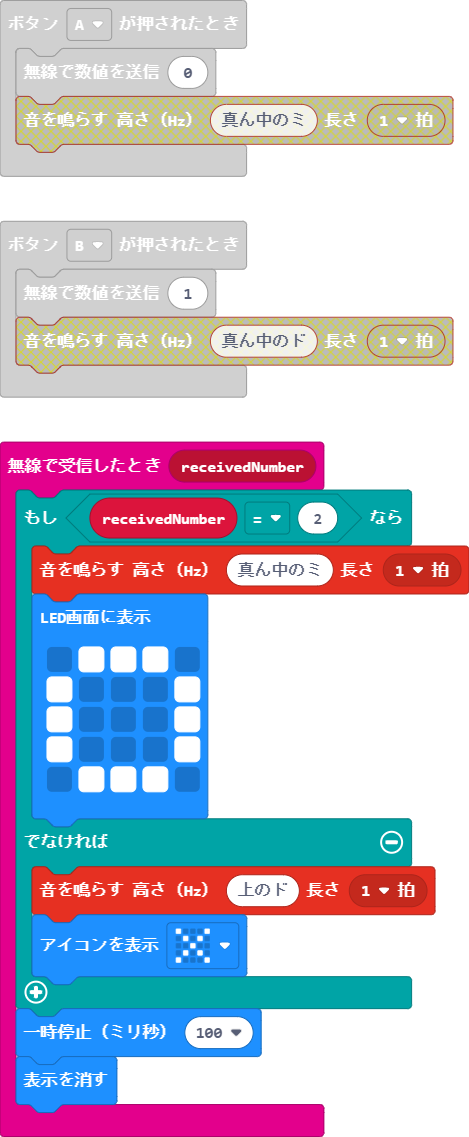 ボタン A が押されたとき
無線で数値を送信 0
音を鳴らす 高さ（Hz） 真ん中のミ 長さ 1 拍
ボタン B が押されたとき
無線で数値を送信 1
音を鳴らす 高さ（Hz） 真ん中のド 長さ 1 拍
無線で受信したとき receivedNumber
もし receivedNumber = 2 なら
音を鳴らす 高さ（Hz） 真ん中のミ 長さ 1 拍
LED画面に表示
でなければ
音を鳴らす 高さ（Hz） 上のド 長さ 1 拍
アイコンを表示
一時停止（ミリ秒） 100
表示を消す